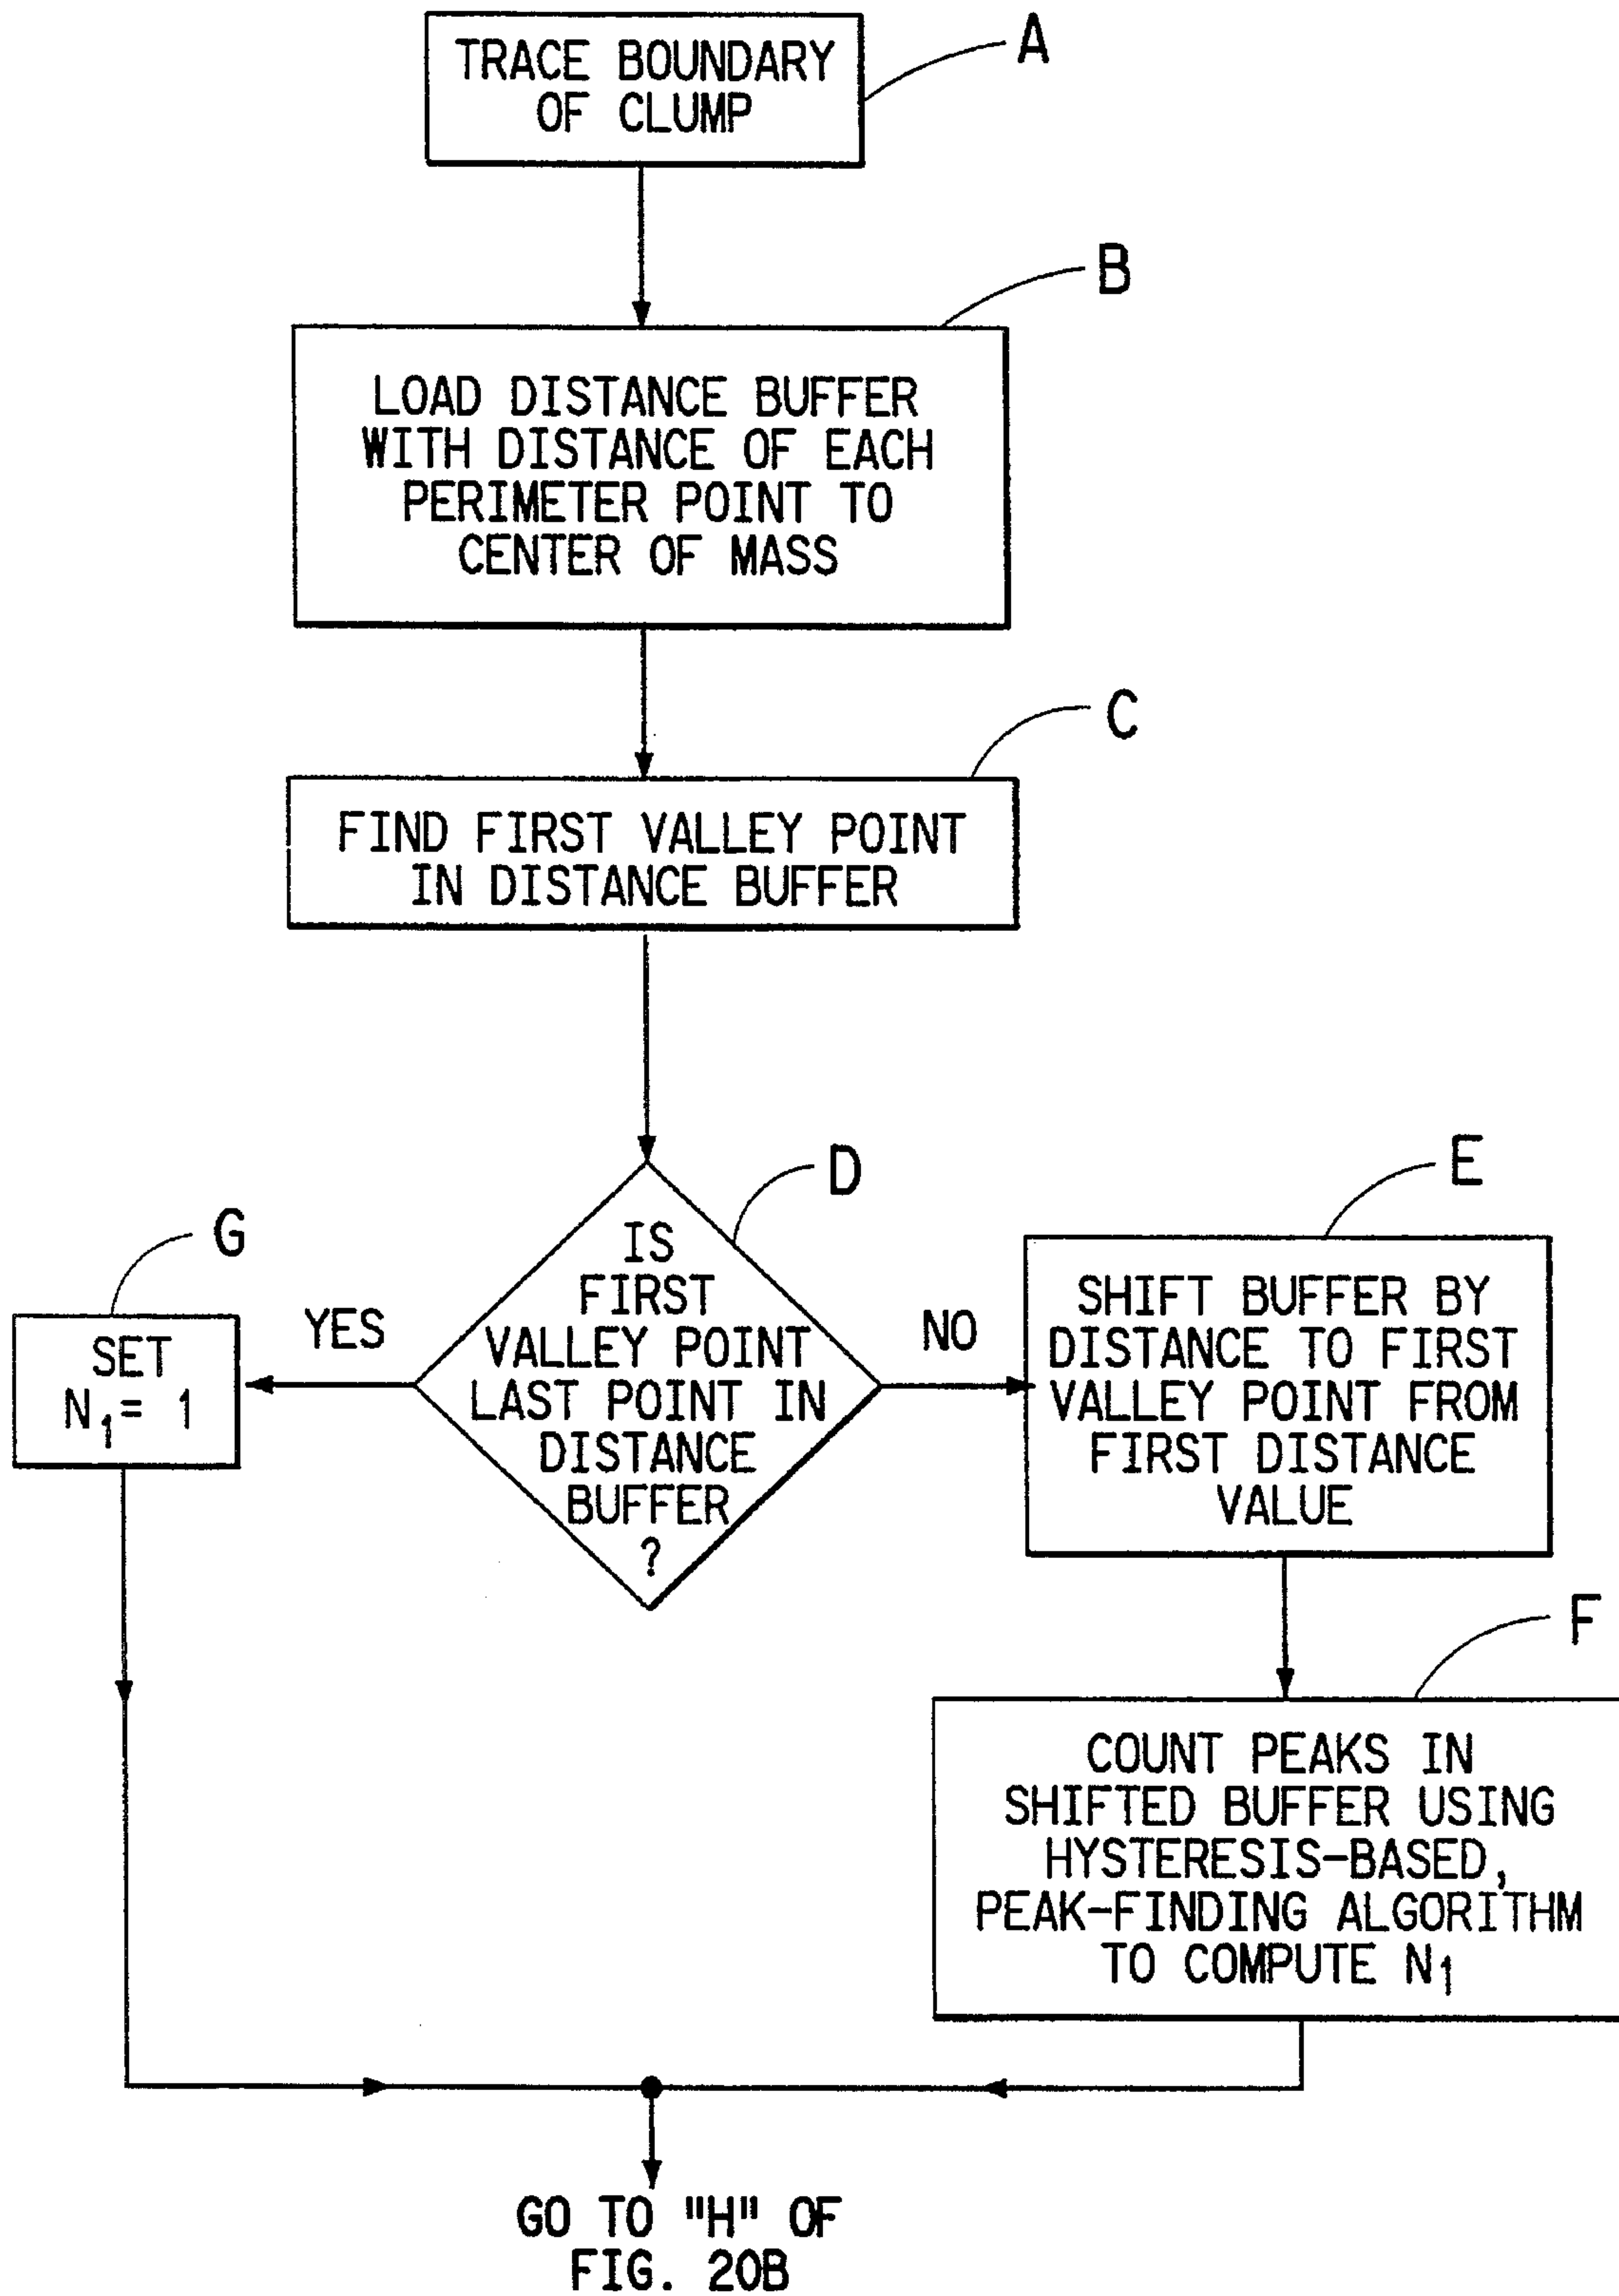 TRACE BOUNDARY
OF CLUMP
A
B
LOAD DISTANCE BUFFER
WITH DISTANCE OF EACH
PERIMETER POINT TO
CENTER OF MASS
C
FIND FIRST VALLEY POINT
IN DISTANCE BUFFER
D
IS
FIRST
VALLEY POINT
LAST POINT IN
DISTANCE
BUFFER
?
YES
G
SET
N₁= 1
NO
E
SHIFT BUFFER BY
DISTANCE TO FIRST
VALLEY POINT FROM
FIRST DISTANCE
VALUE
F
COUNT PEAKS IN
SHIFTED BUFFER USING
HYSTERESIS-BASED,
PEAK-FINDING ALGORITHM
TO COMPUTE N₁
GO TO "H" OF
FIG. 20B